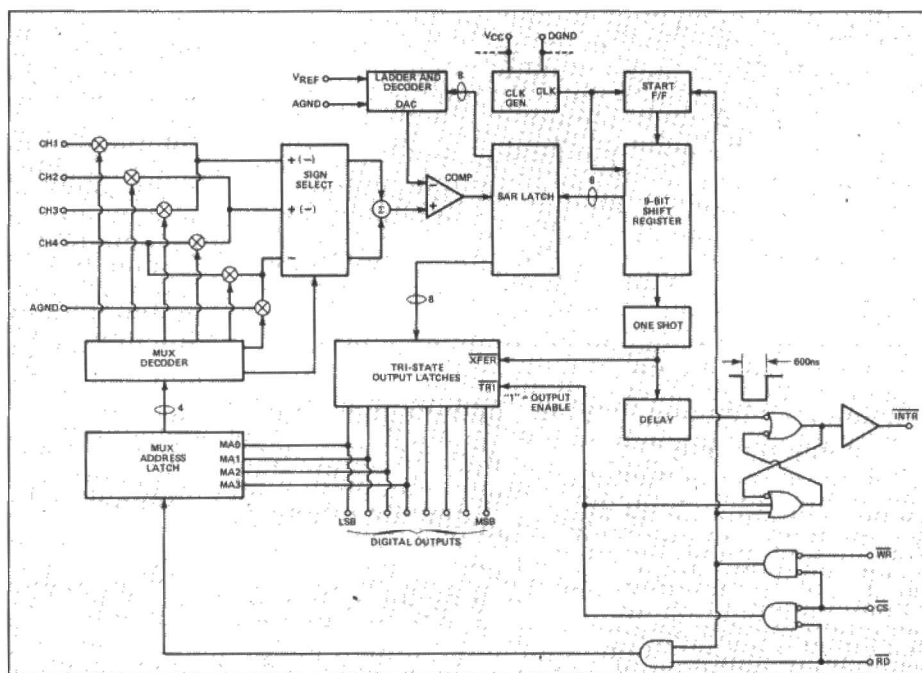 VCC DGND
VREF
AGND
LADDER AND DECODER
DAC
8
CLK GEN
CLK
START F/F
CH1
CH2
CH3
CH4
AGND
+ (-)
+ (-)
-
SIGN SELECT
Σ
-
+
COMP
SAR LATCH
8
9-BIT SHIFT REGISTER
8
ONE SHOT
MUX DECODER
TRI-STATE OUTPUT LATCHES
XFER
TRI
"1" = OUTPUT ENABLE
DELAY
600ns
INTR
4
MUX ADDRESS LATCH
MA0
MA1
MA2
MA3
LSB
MSB
DIGITAL OUTPUTS
WR
CS
RD